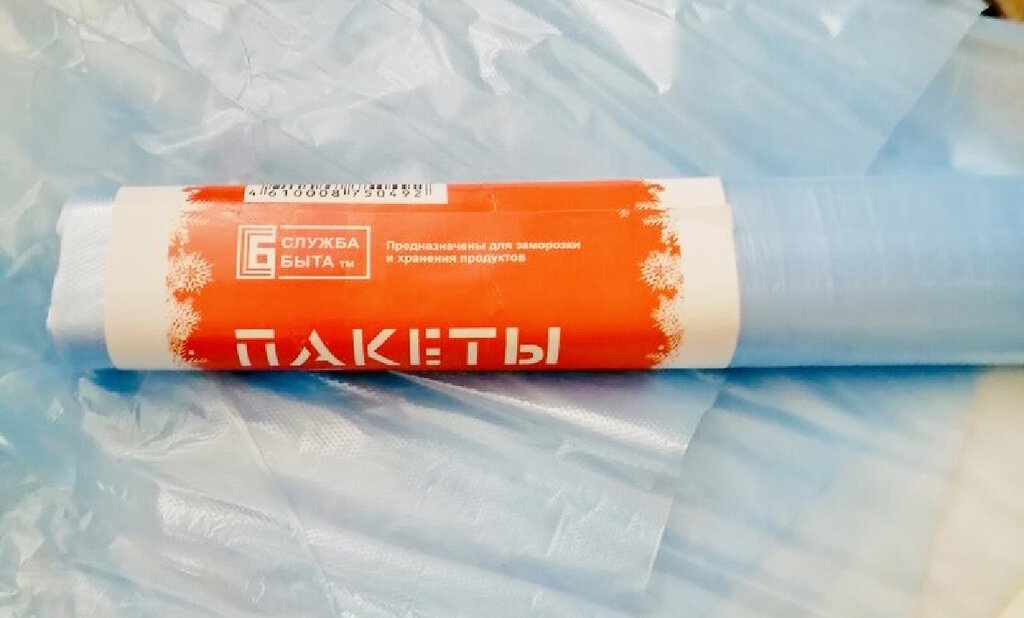 4610008750492
СЛУЖБА
БЫТА ТМ
Предназначены для заморозки
и хранения продуктов
ПАКЕТЫ